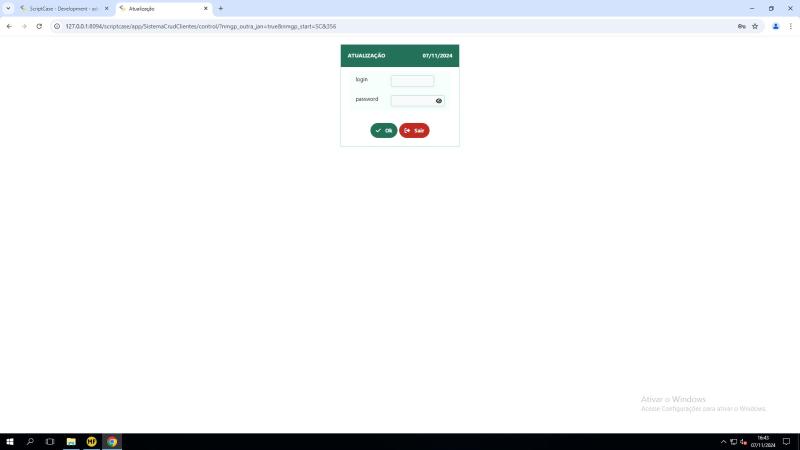 ScriptCase - Development - sci
Atualização
127.0.0.1:8094/scriptcase/app/SistemaCrudClientes/control/?nmgp_outra_jan=true&nmgp_start=SC&356
ATUALIZAÇÃO 07/11/2024
login
password
Ok Sair
Ativar o Windows
Acesse Configurações para ativar o Windows.
16:43
07/11/2024